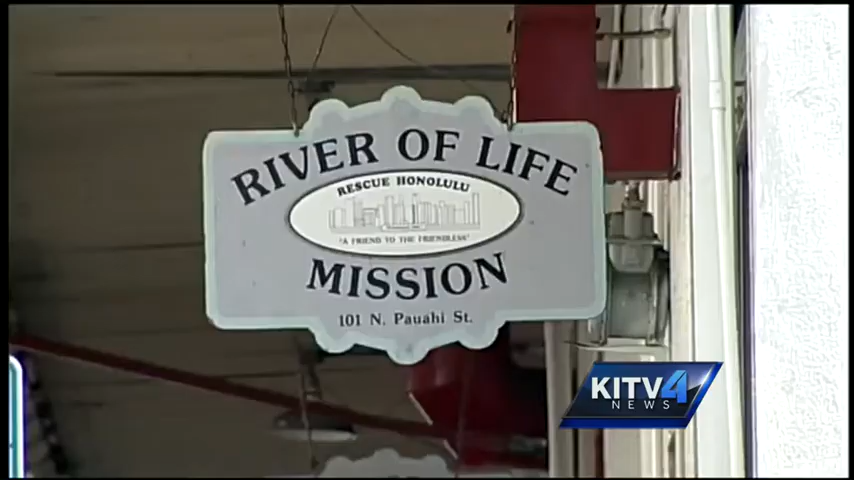 RIVER OF LIFE
RESCUE HONOLULU
"A FRIEND TO THE FRIENDLESS"
MISSION
101 N. Pauahi St.
KITV4
NEWS